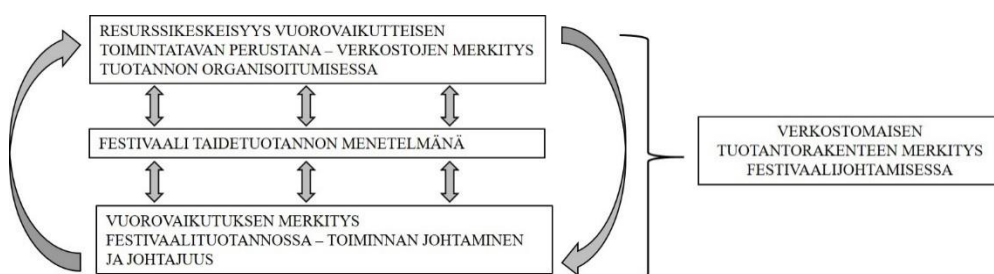 RESURSSIKESKEISYYS VUOROVAIKUTTEISEN
TOIMINTATAVAN PERUSTANA – VERKOSTOJEN MERKITYS
TUOTANNON ORGANISOITUMISESSA
FESTIVAALI TAIDETUOTANNON MENETELMÄNÄ
VUOROVAIKUTUKSEN MERKITYS
FESTIVAALITUOTANNOSSA – TOIMINNAN JOHTAMINEN
JA JOHTAJUUS
VERKOSTOMAISEN
TUOTANTORAKENTEEN MERKITYS
FESTIVAALIJOHTAMISESSA